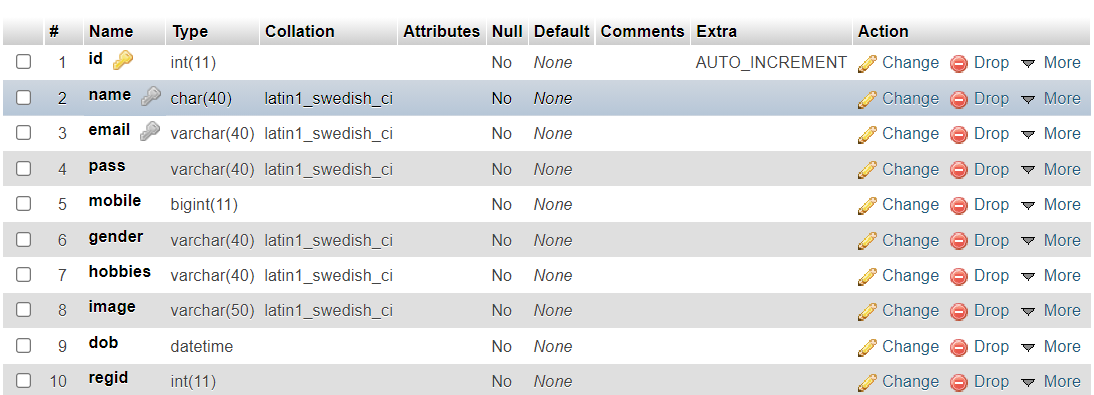 # Name Type Collation Attributes Null Default Comments Extra Action
1 id int(11) No None AUTO_INCREMENT Change Drop More
2 name char(40) latin1_swedish_ci No None Change Drop More
3 email varchar(40) latin1_swedish_ci No None Change Drop More
4 pass varchar(40) latin1_swedish_ci No None Change Drop More
5 mobile bigint(11) No None Change Drop More
6 gender varchar(40) latin1_swedish_ci No None Change Drop More
7 hobbies varchar(40) latin1_swedish_ci No None Change Drop More
8 image varchar(50) latin1_swedish_ci No None Change Drop More
9 dob datetime No None Change Drop More
10 regid int(11) No None Change Drop More